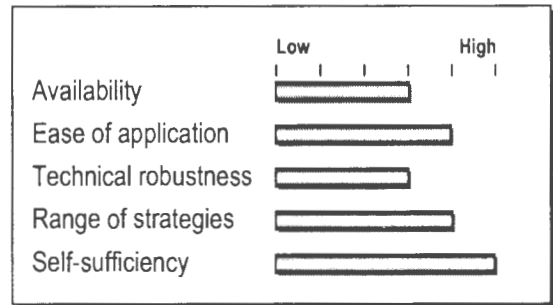 Low High
Availability
Ease of application
Technical robustness
Range of strategies
Self-sufficiency